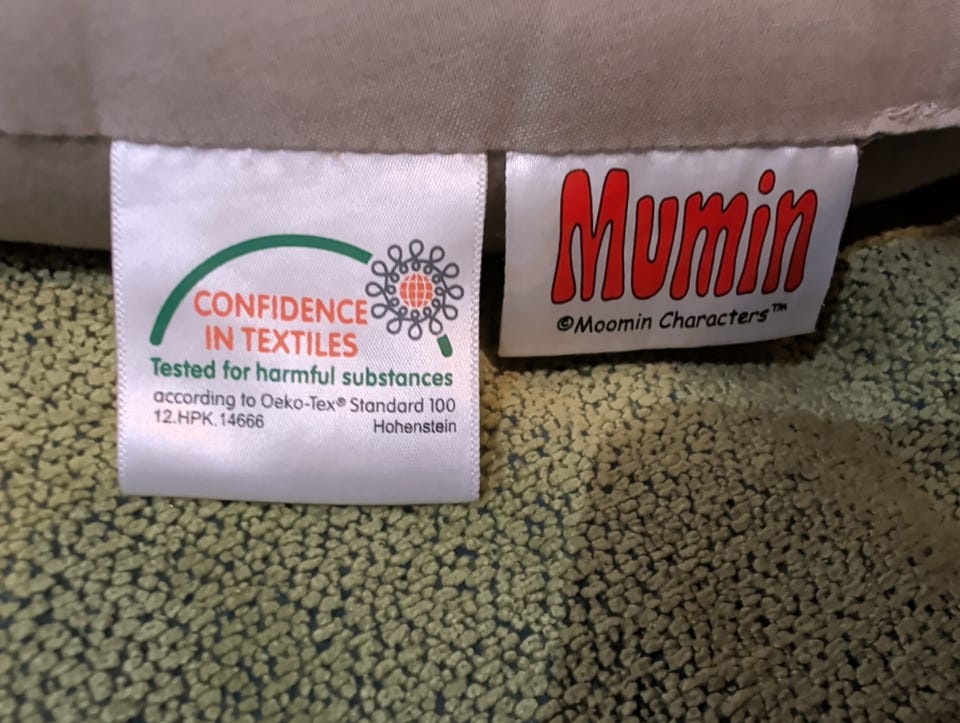 CONFIDENCE
IN TEXTILES
Tested for harmful substances
according to Oeko-Tex® Standard 100
12.HPK.14666
Hohenstein
Mumin
©Moomin Characters™